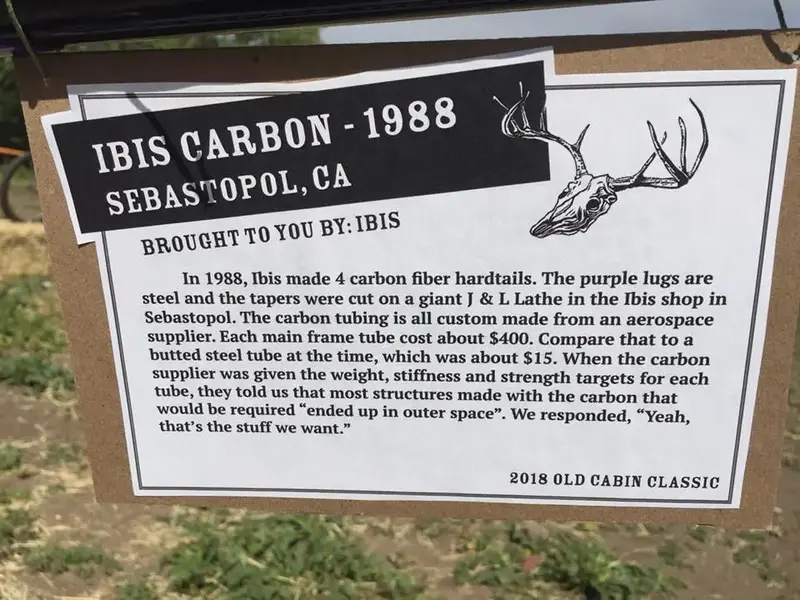 IBIS CARBON - 1988
SEBASTOPOL, CA
BROUGHT TO YOU BY: IBIS
In 1988, Ibis made 4 carbon fiber hardtails. The purple lugs are
steel and the tapers were cut on a giant J & L Lathe in the Ibis shop in
Sebastopol. The carbon tubing is all custom made from an aerospace
supplier. Each main frame tube cost about $400. Compare that to a
butted steel tube at the time, which was about $15. When the carbon
supplier was given the weight, stiffness and strength targets for each
tube, they told us that most structures made with the carbon that
would be required “ended up in outer space”. We responded, “Yeah,
that’s the stuff we want.”
2018 OLD CABIN CLASSIC